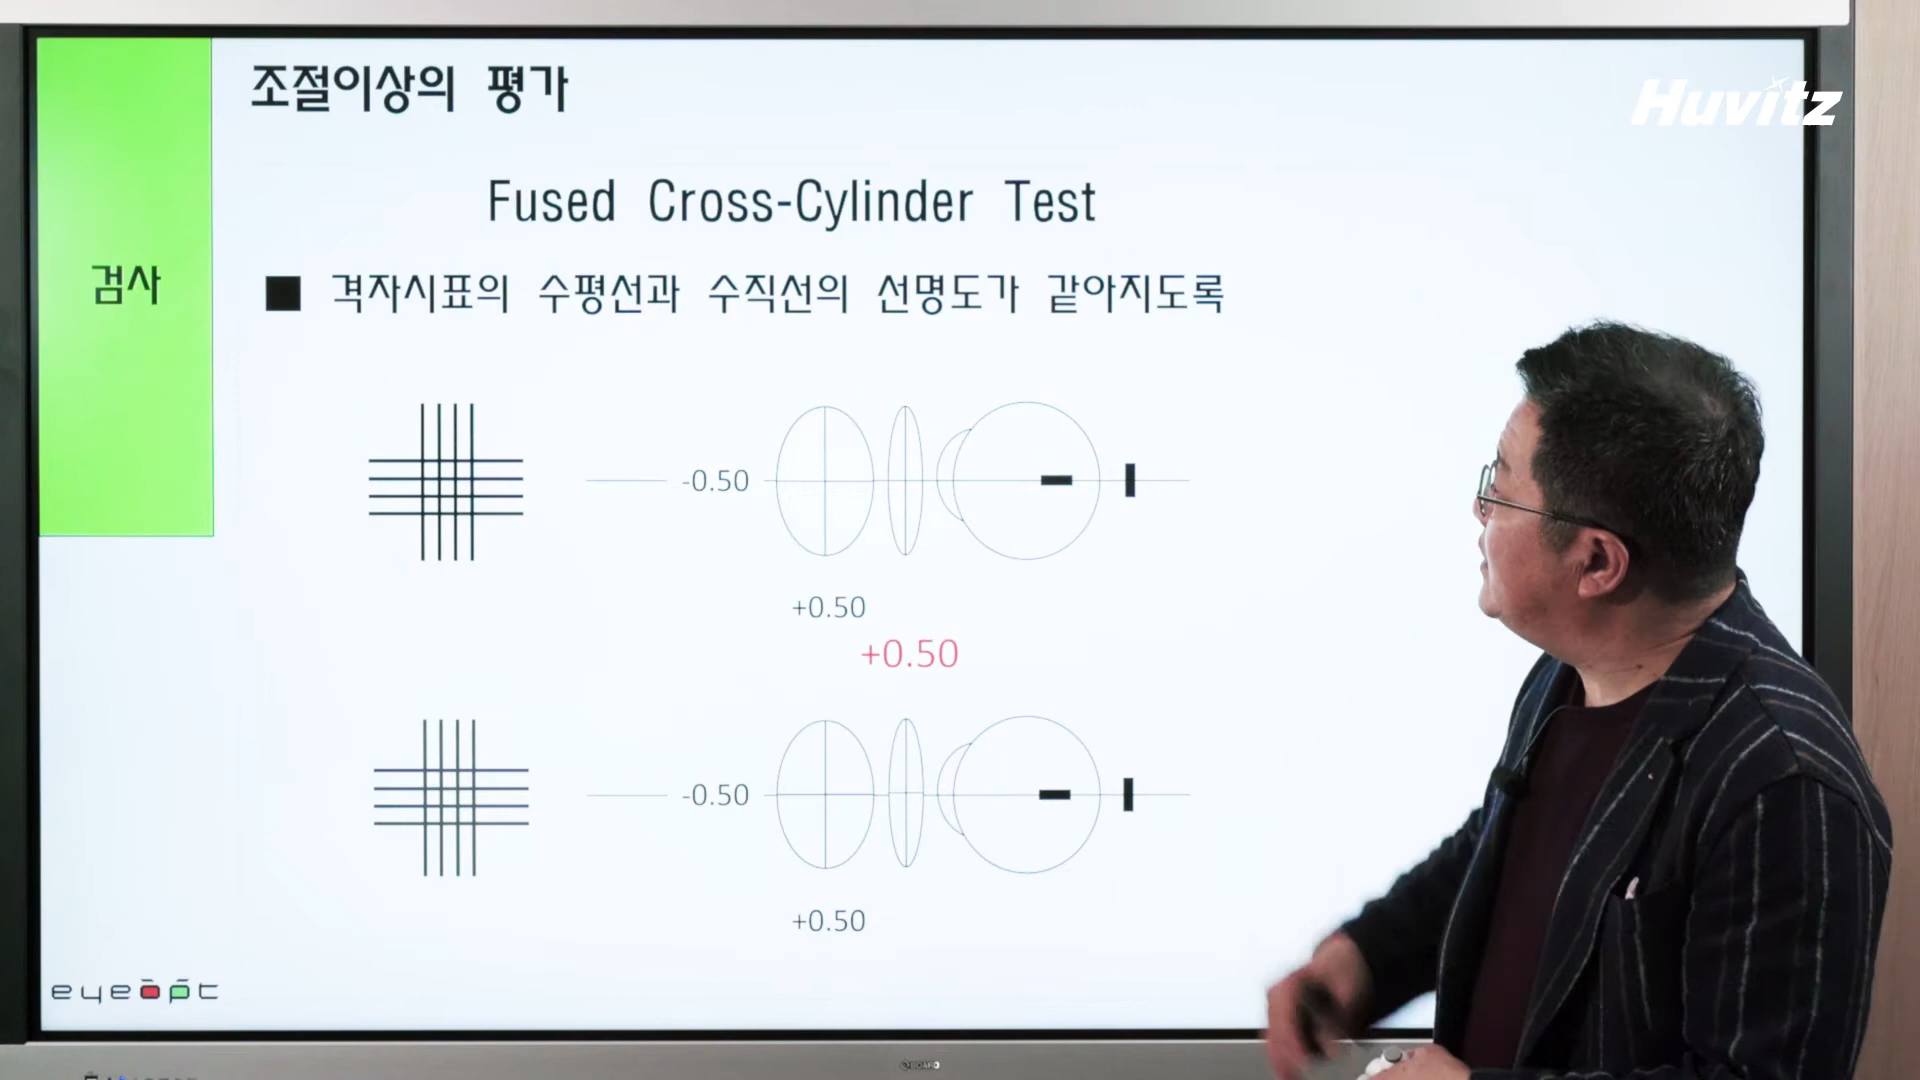 조절이상의 평가
Huvitz
Fused Cross-Cylinder Test
검사
■ 격자시표의 수평선과 수직선의 선명도가 같아지도록
-0.50
+0.50
+0.50
-0.50
+0.50
eyeopt